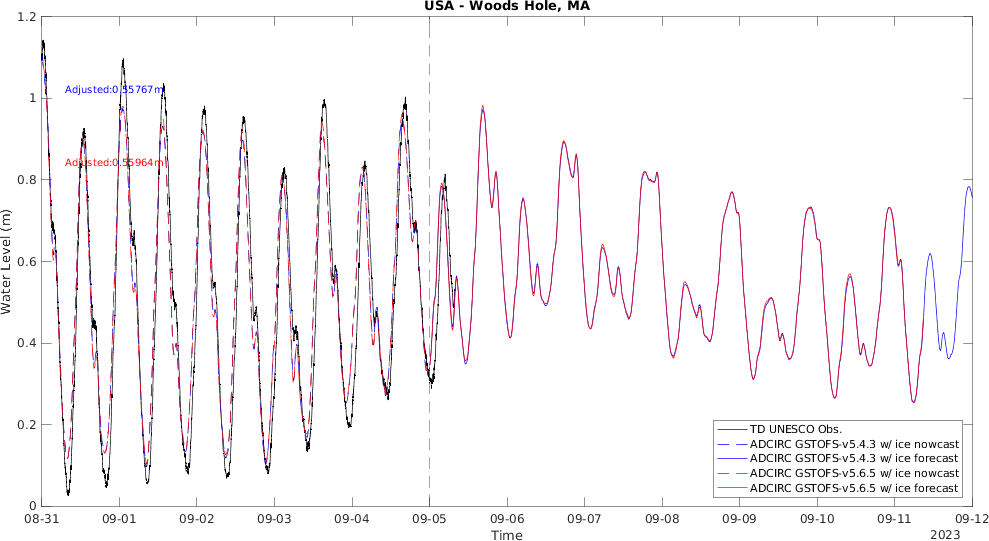 USA - Woods Hole, MA
Water Level (m)
1.2
1
0.8
0.6
0.4
0.2
0
Adjusted:0.55767m
Adjusted:0.55964m
TD UNESCO Obs.
ADCIRC GSTOFS-v5.4.3 w/ ice nowcast
ADCIRC GSTOFS-v5.4.3 w/ ice forecast
ADCIRC GSTOFS-v5.6.5 w/ ice nowcast
ADCIRC GSTOFS-v5.6.5 w/ ice forecast
08-31 09-01 09-02 09-03 09-04 09-05 09-06 09-07 09-08 09-09 09-10 09-11 09-12
Time
2023